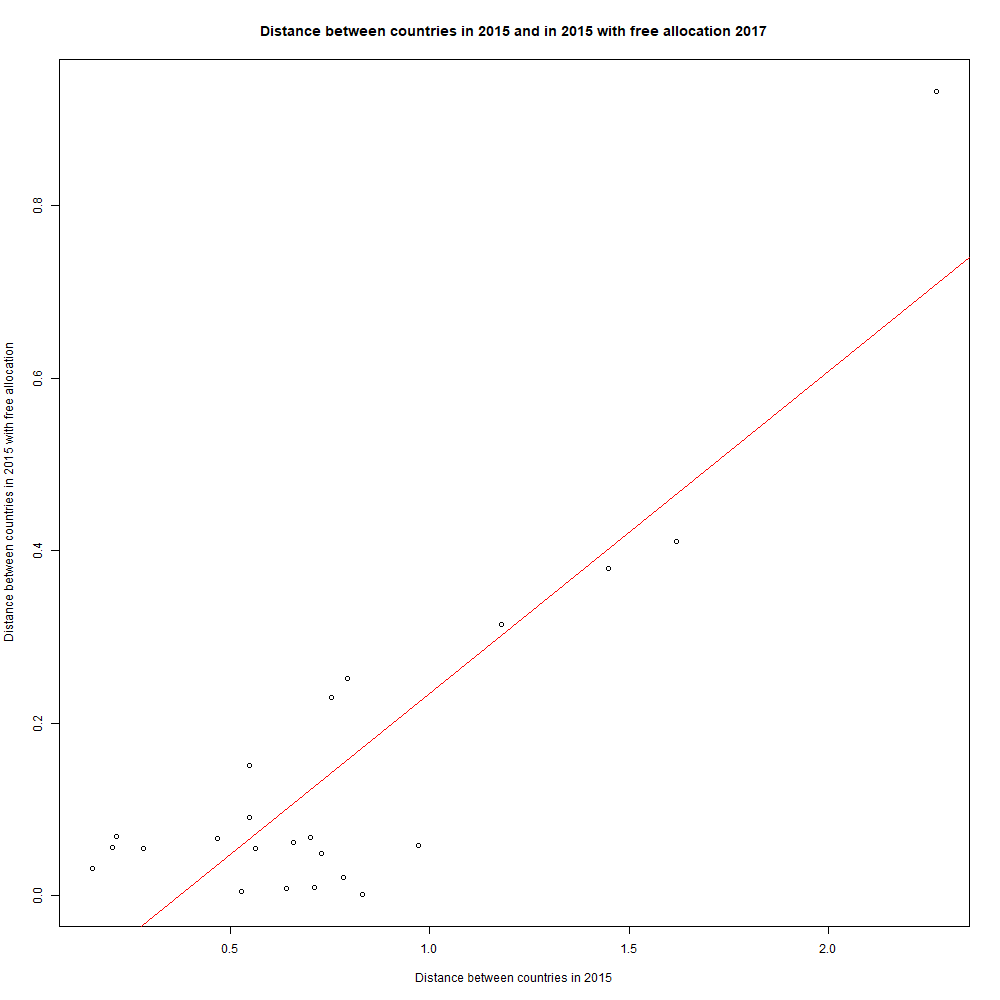 Distance between countries in 2015 and in 2015 with free allocation 2017
Distance between countries in 2015 with free allocation
0.8
0.6
0.4
0.2
0.0
0.5 1.0 1.5 2.0
Distance between countries in 2015